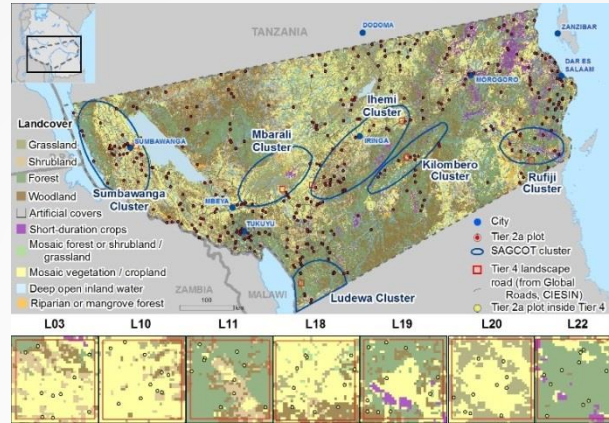 TANZANIA
DODOMA
ZANZIBAR
DAR ES
SALAAM
MOROGORO
Ihemi
Cluster
Mbarali
Cluster
IRINGA
Landcover
Grassland
Shrubland
Forest
Woodland
Artificial covers
Short-duration crops
Mosaic forest or shrubland /
grassland
Mosaic vegetation / cropland
Deep open inland water
Riparian or mangrove forest
SUMBAWANGA
Sumbawanga
Cluster
MBEYA
TUKUYU
Kilombero
Cluster
Rufiji
Cluster
City
Tier 2a plot
SAGCOT cluster
Tier 4 landscape
road (from Global
Roads, CIESIN)
Tier 2a plot inside Tier 4
ZAMBIA
MALAWI
Ludewa Cluster
100
L03 L10 L11 L18 L19 L20 L22